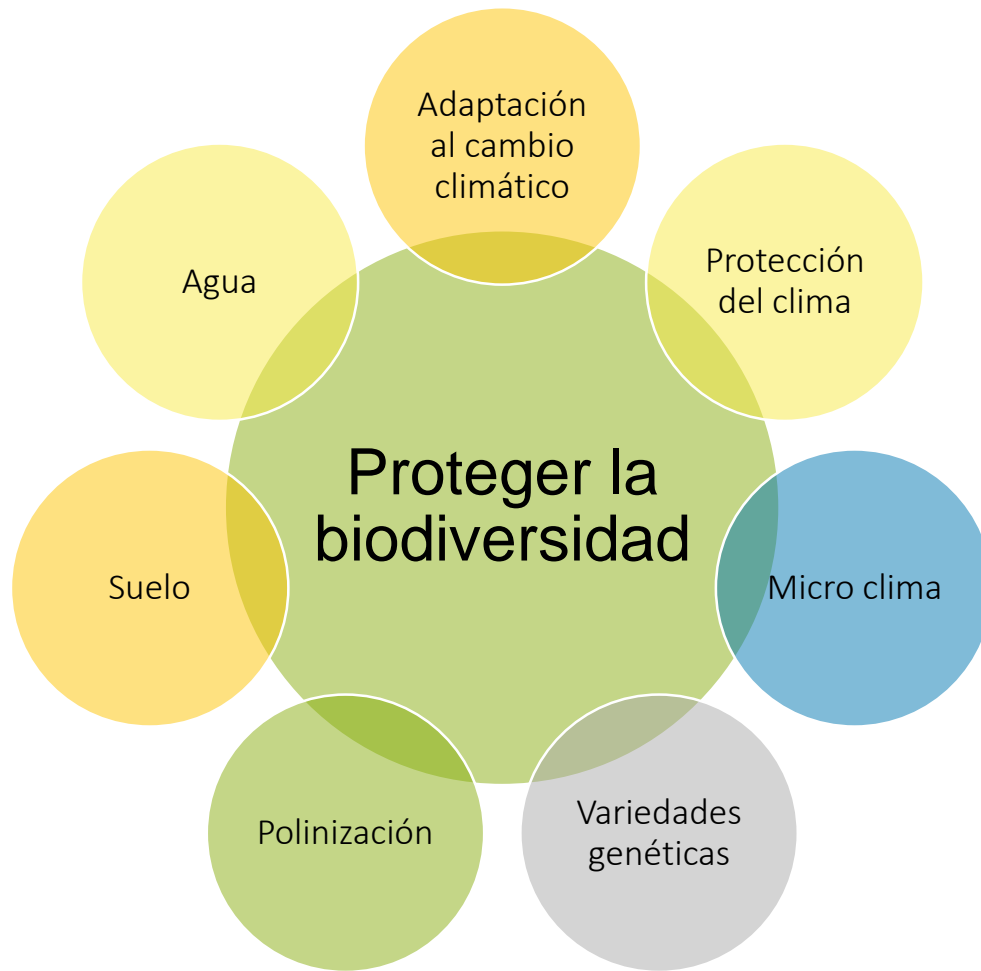 Adaptación
al cambio
climático
Protección
del clima
Micro clima
Variedades
genéticas
Polinización
Suelo
Agua
Proteger la
biodiversidad